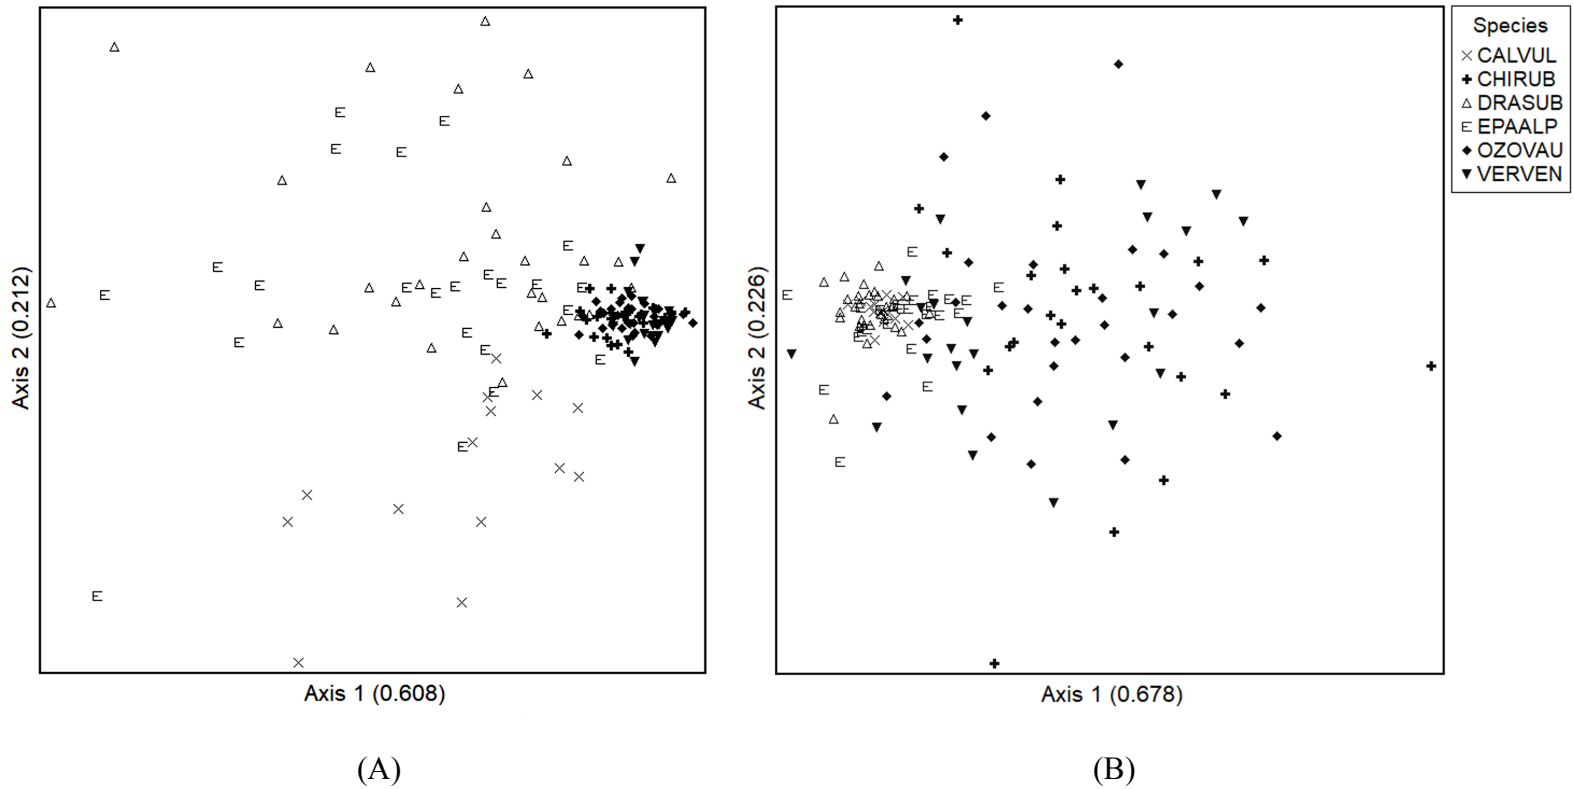 Species
CALVUL
CHIRUB
DRASUB
EPAALP
OZOVAU
VERVEN
Axis 2 (0.212)
Axis 1 (0.608)
Axis 2 (0.226)
Axis 1 (0.678)
(A)
(B)